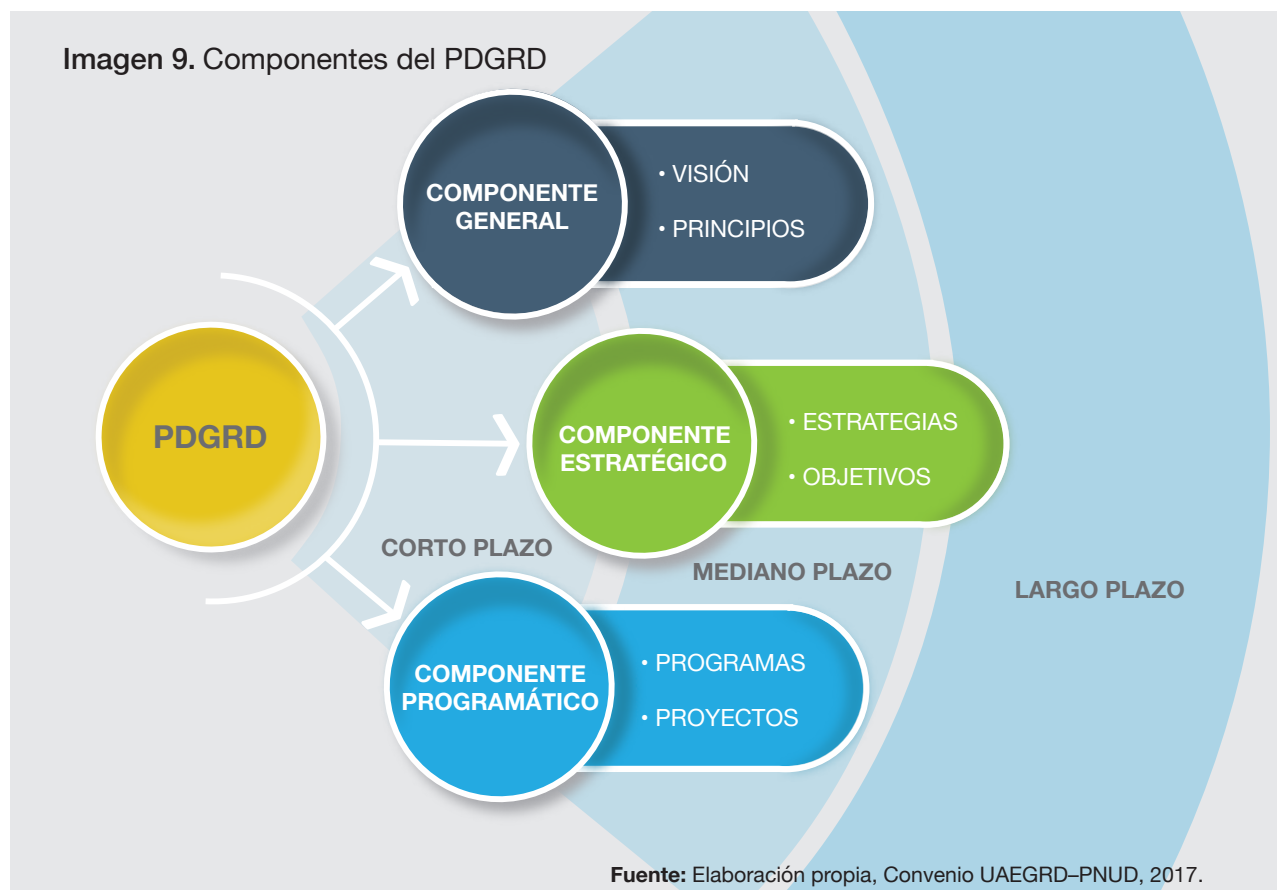 Imagen 9. Componentes del PDGRD
COMPONENTE
GENERAL
• VISIÓN
• PRINCIPIOS
PDGRD
COMPONENTE
ESTRATÉGICO
• ESTRATEGIAS
• OBJETIVOS
CORTO PLAZO
MEDIANO PLAZO
LARGO PLAZO
COMPONENTE
PROGRAMÁTICO
• PROGRAMAS
• PROYECTOS
Fuente: Elaboración propia, Convenio UAEGRD–PNUD, 2017.